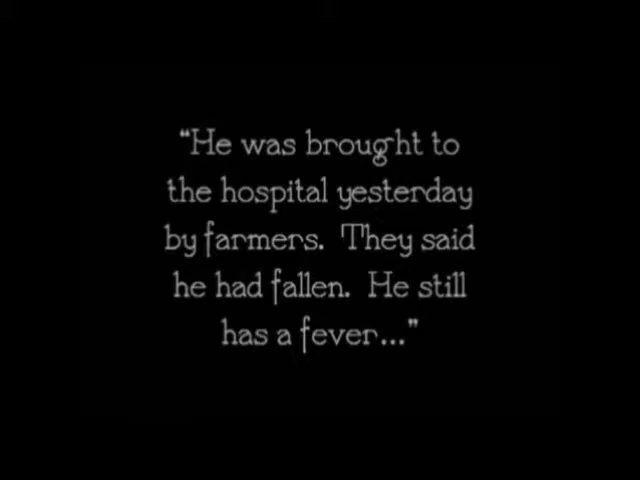 “He was brought to
the hospital yesterday
by farmers. They said
he had fallen. He still
has a fever...”